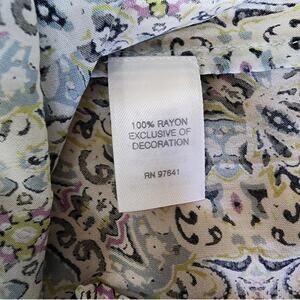 100% RAYON
EXCLUSIVE OF
DECORATION
RN 97641